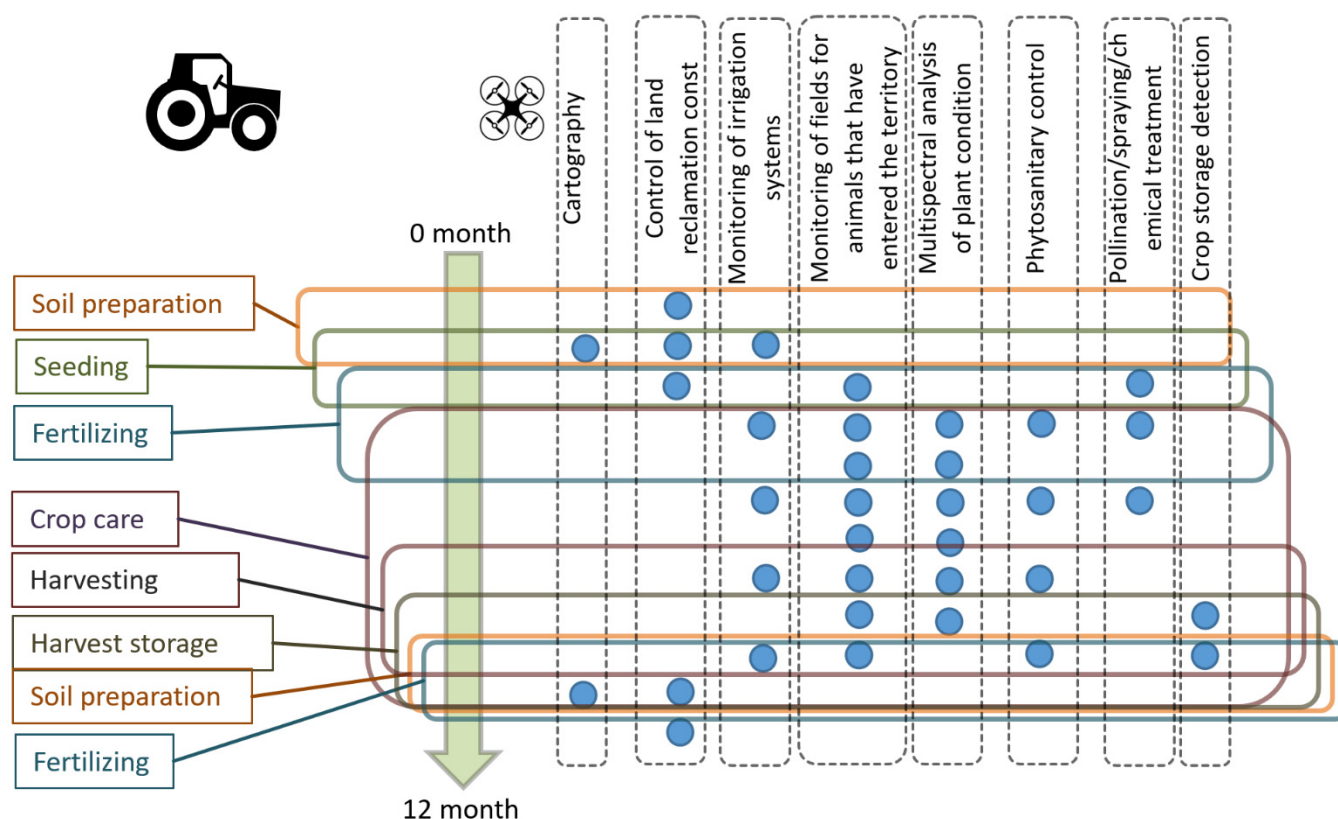 Cartography
Control of land
reclamation const
Monitoring of irrigation
systems
Monitoring of fields for
animals that have
entered the territory
Multispectral analysis
of plant condition
Phytosanitary control
Pollination/spraying/ch
emical treatment
Crop storage detection
0 month
Soil preparation
Seeding
Fertilizing
Crop care
Harvesting
Harvest storage
Soil preparation
Fertilizing
12 month